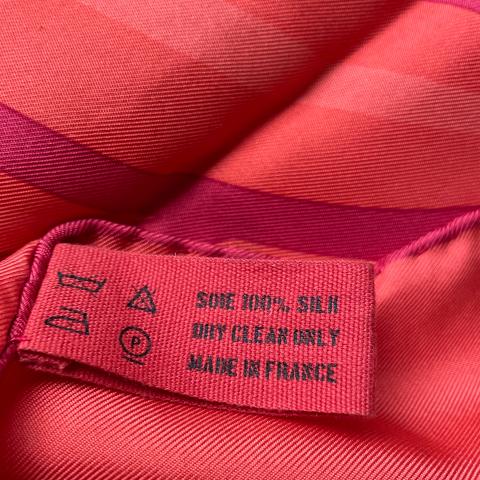 SOIE 100% SILK
DRY CLEAN ONLY
MADE IN FRANCE
P